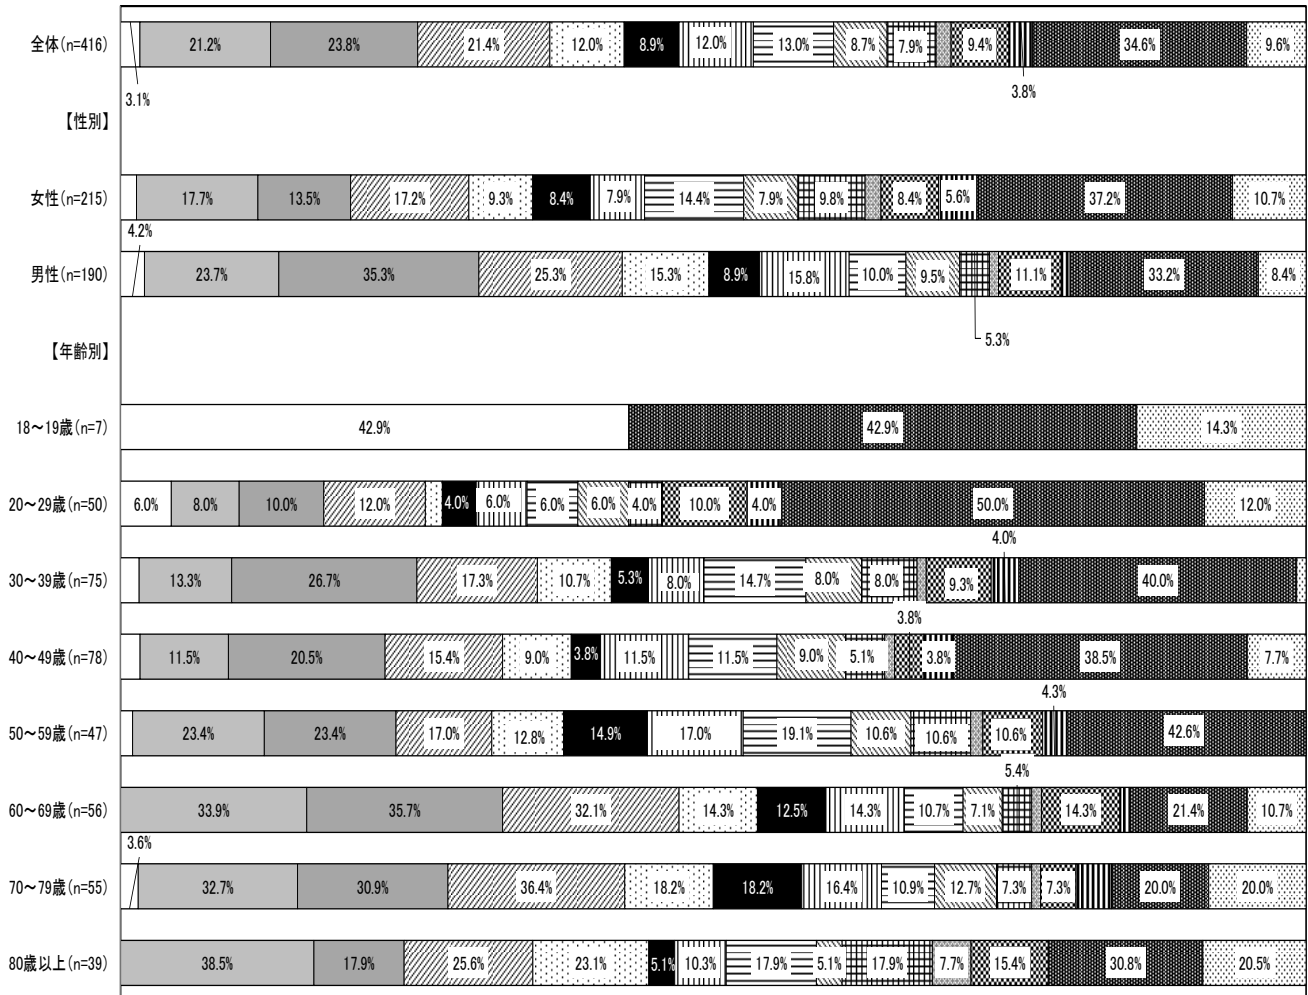 全体(n=416) 21.2% 23.8% 21.4% 12.0% 8.9% 12.0% 13.0% 8.7% 7.9% 9.4% 34.6% 9.6%
3.1% 3.8%
【性別】
女性(n=215) 17.7% 13.5% 17.2% 9.3% 8.4% 7.9% 14.4% 7.9% 9.8% 8.4% 5.6% 37.2% 10.7%
4.2%
男性(n=190) 23.7% 35.3% 25.3% 15.3% 8.9% 15.8% 10.0% 9.5% 11.1% 33.2% 8.4%
5.3%
【年齢別】
18～19歳(n=7) 42.9% 42.9% 14.3%
20～29歳(n=50) 6.0% 8.0% 10.0% 12.0% 4.0% 6.0% 6.0% 6.0% 4.0% 10.0% 4.0% 50.0% 12.0%
4.0%
30～39歳(n=75) 13.3% 26.7% 17.3% 10.7% 5.3% 8.0% 14.7% 8.0% 8.0% 9.3% 40.0%
3.8%
40～49歳(n=78) 11.5% 20.5% 15.4% 9.0% 3.8% 11.5% 11.5% 9.0% 5.1% 3.8% 38.5% 7.7%
4.3%
50～59歳(n=47) 23.4% 23.4% 17.0% 12.8% 14.9% 17.0% 19.1% 10.6% 10.6% 10.6% 42.6%
5.4%
60～69歳(n=56) 33.9% 35.7% 32.1% 14.3% 12.5% 14.3% 10.7% 7.1% 14.3% 21.4% 10.7%
3.6%
70～79歳(n=55) 32.7% 30.9% 36.4% 18.2% 18.2% 16.4% 10.9% 12.7% 7.3% 7.3% 20.0% 20.0%
80歳以上(n=39) 38.5% 17.9% 25.6% 23.1% 5.1% 10.3% 17.9% 5.1% 17.9% 7.7% 15.4% 30.8% 20.5%